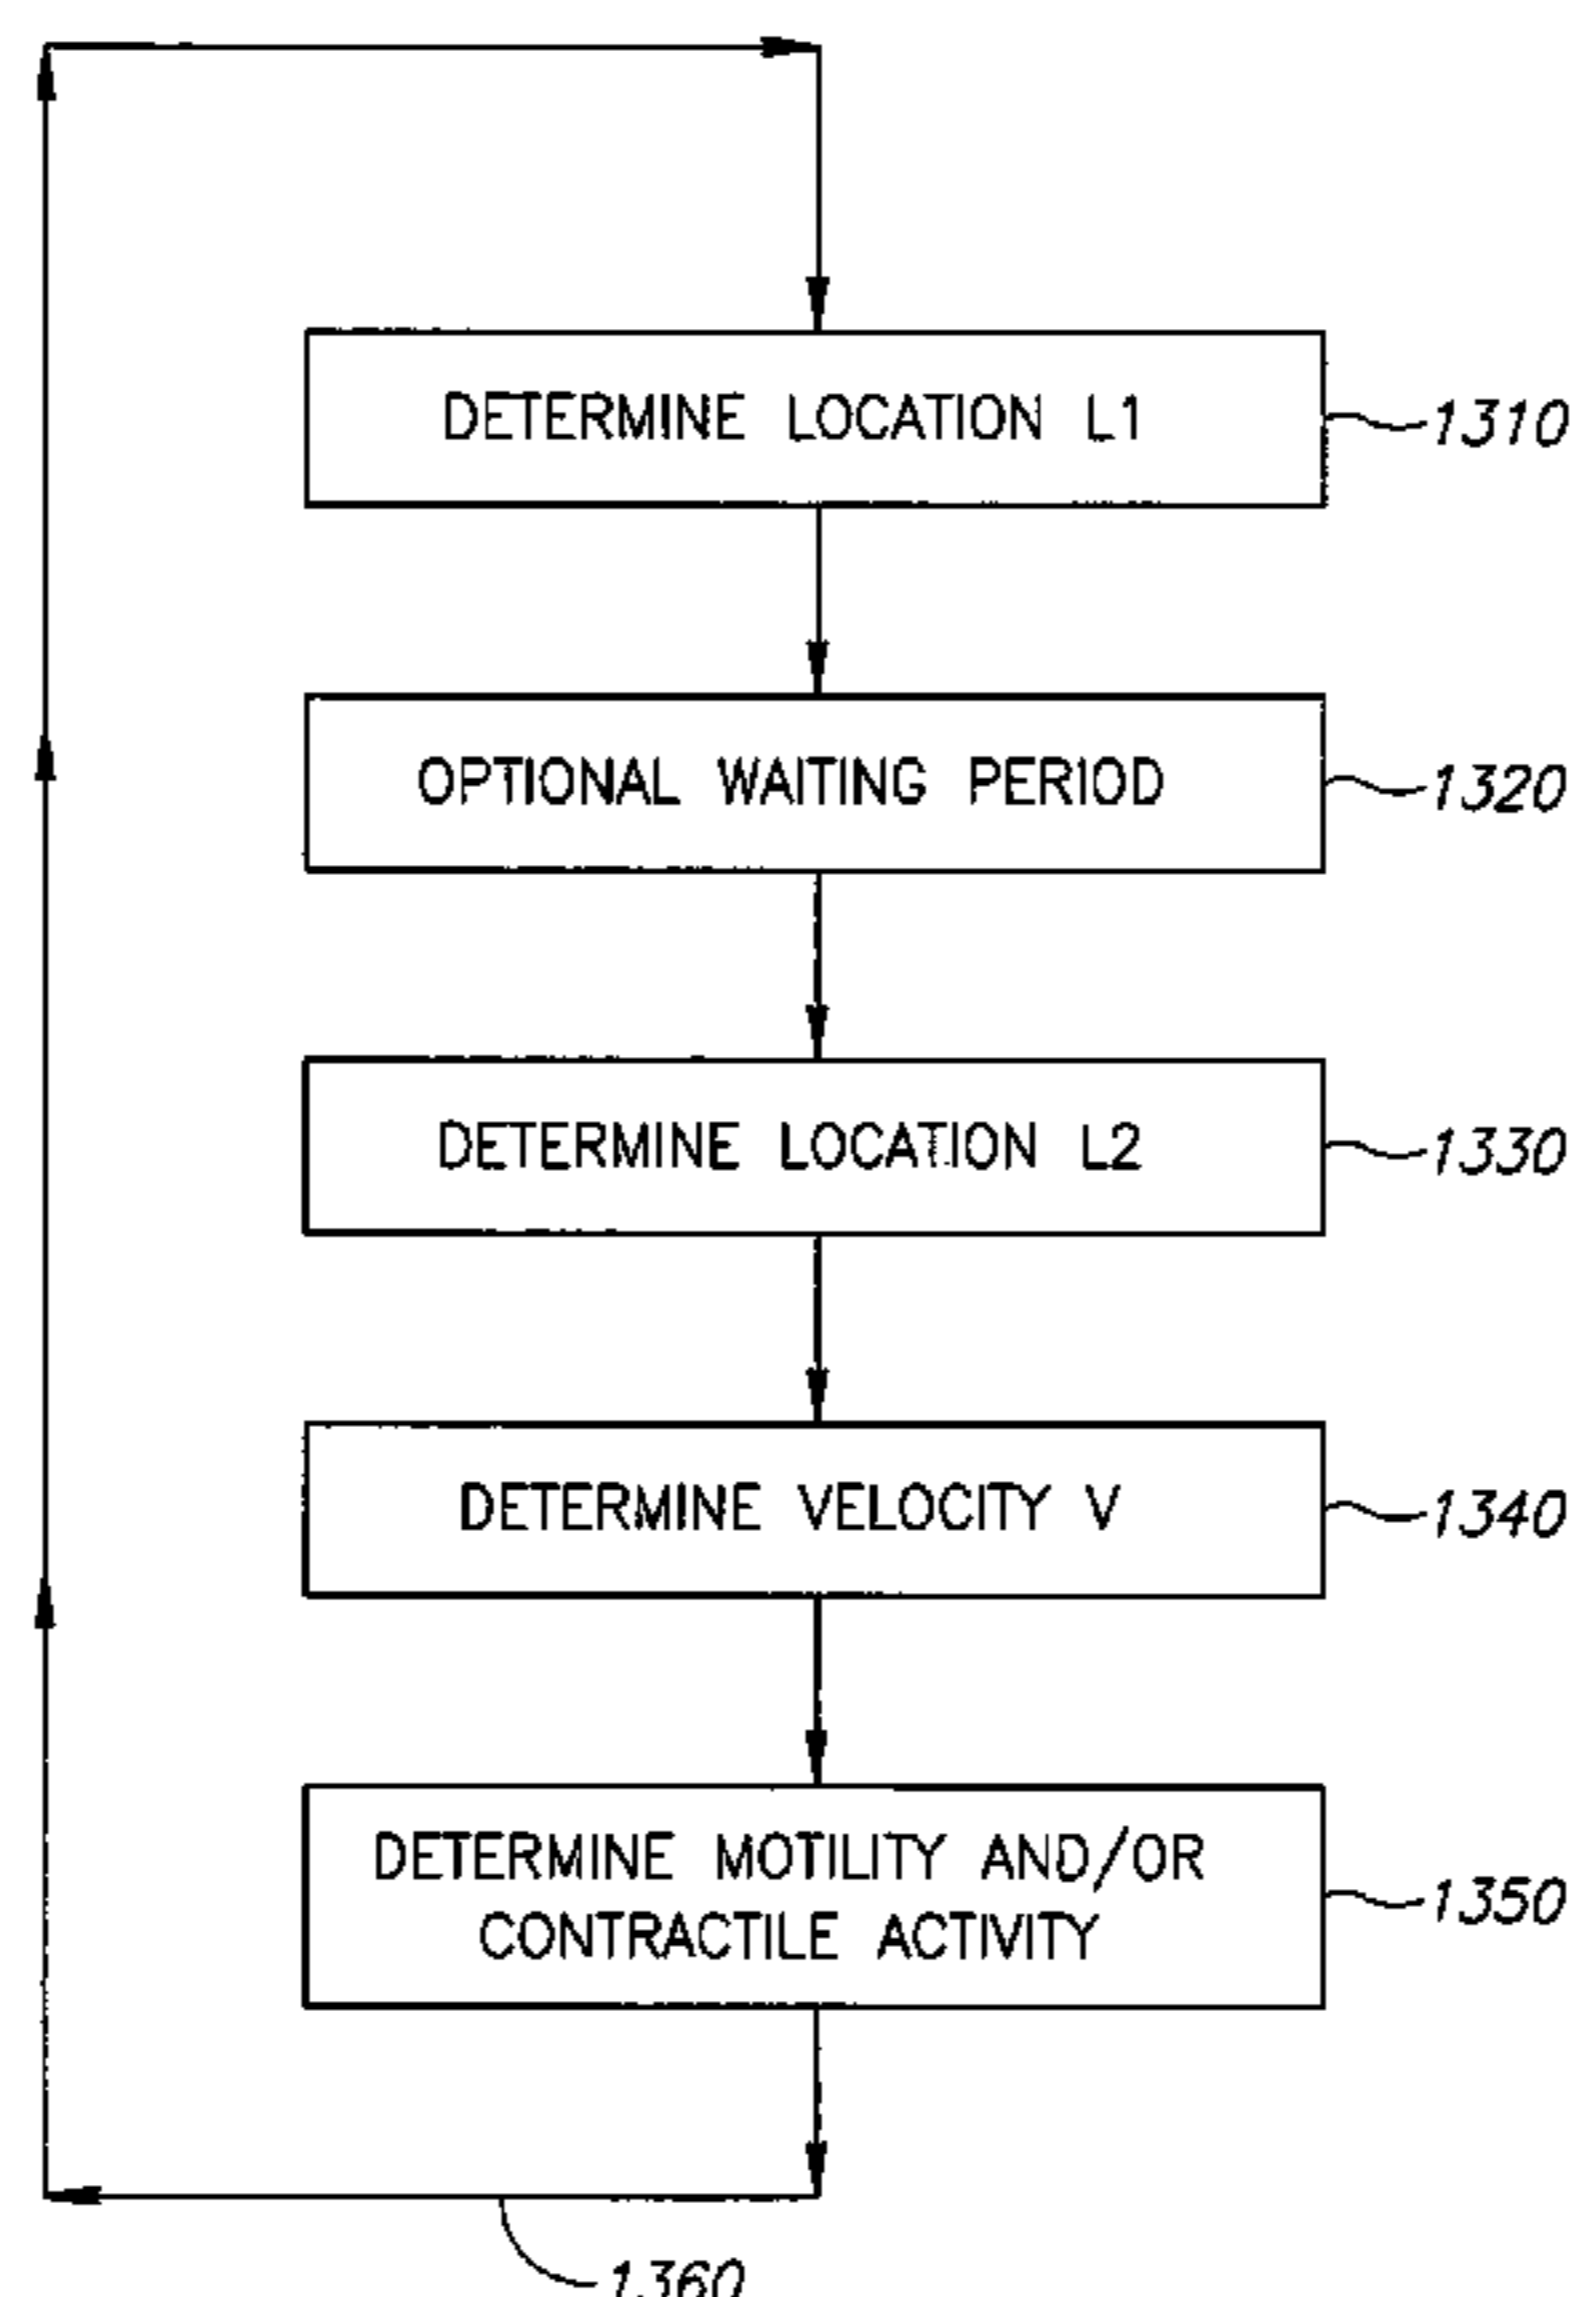 DETERMINE LOCATION L1
1310
OPTIONAL WAITING PERIOD
1320
DETERMINE LOCATION L2
1330
DETERMINE VELOCITY V
1340
DETERMINE MOTILITY AND/OR
CONTRACTILE ACTIVITY
1350
1360